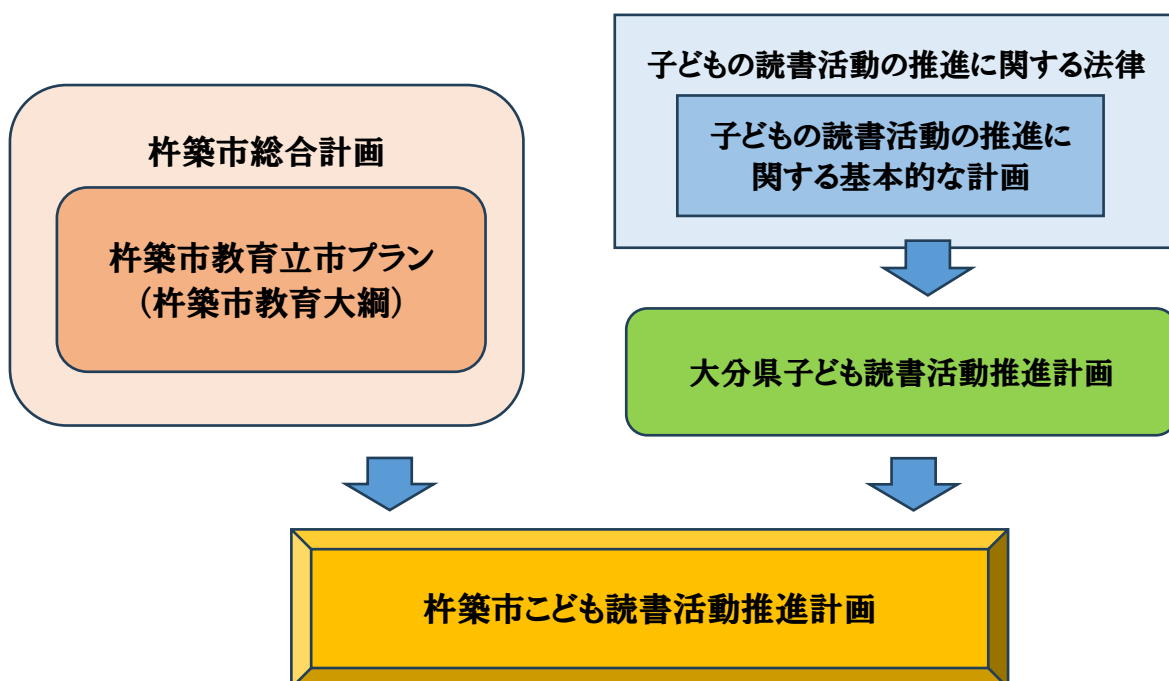 杵築市総合計画
杵築市教育立市プラン
(杵築市教育大綱)
子どもの読書活動の推進に関する法律
子どもの読書活動の推進に
関する基本的な計画
大分県子ども読書活動推進計画
杵築市こども読書活動推進計画